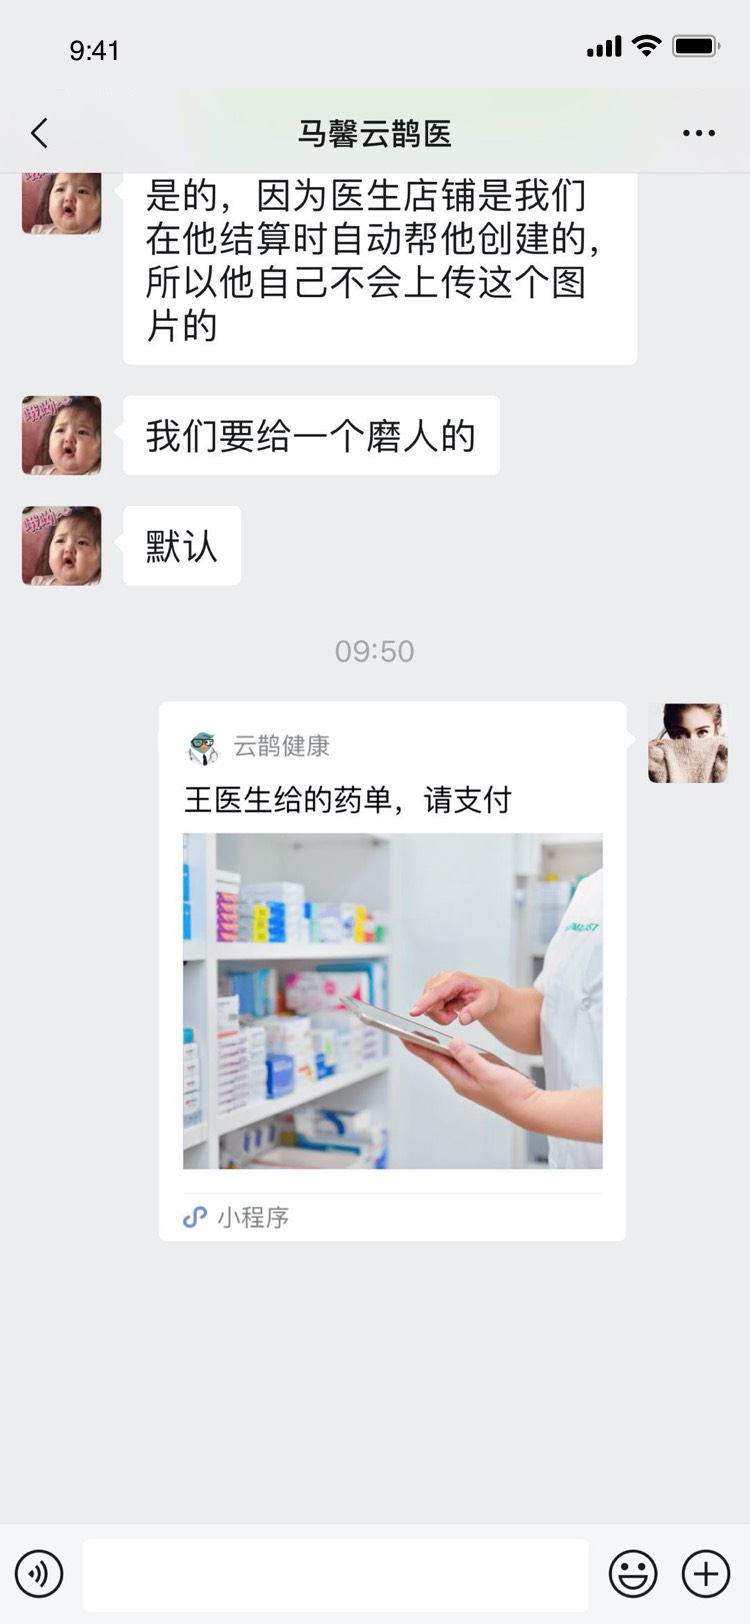 9:41
马馨云鹊医
是的，因为医生店铺是我们
在他结算时自动帮他创建的，
所以他自己不会上传这个图
片的
我们要给一个磨人的
默认
09:50
云鹊健康
王医生给的药单，请支付
小程序